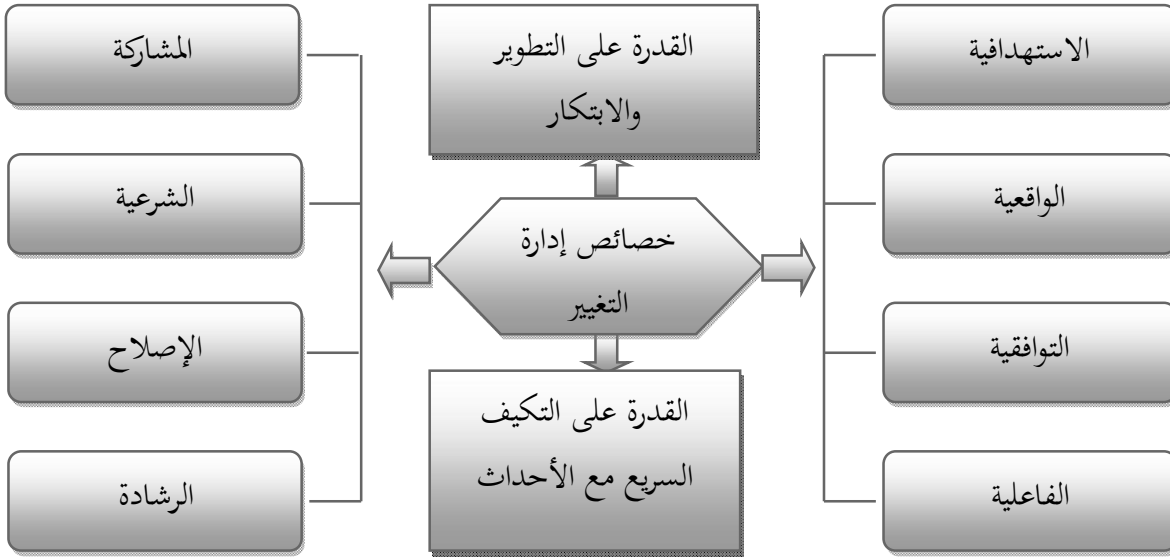 الاستهدافية
الواقعية
التوافقية
الفاعلية
القدرة على التطوير
والابتكار
خصائص إدارة
التغيير
القدرة على التكيف
السريع مع الأحداث
المشاركة
الشرعية
الإصلاح
الرشادة